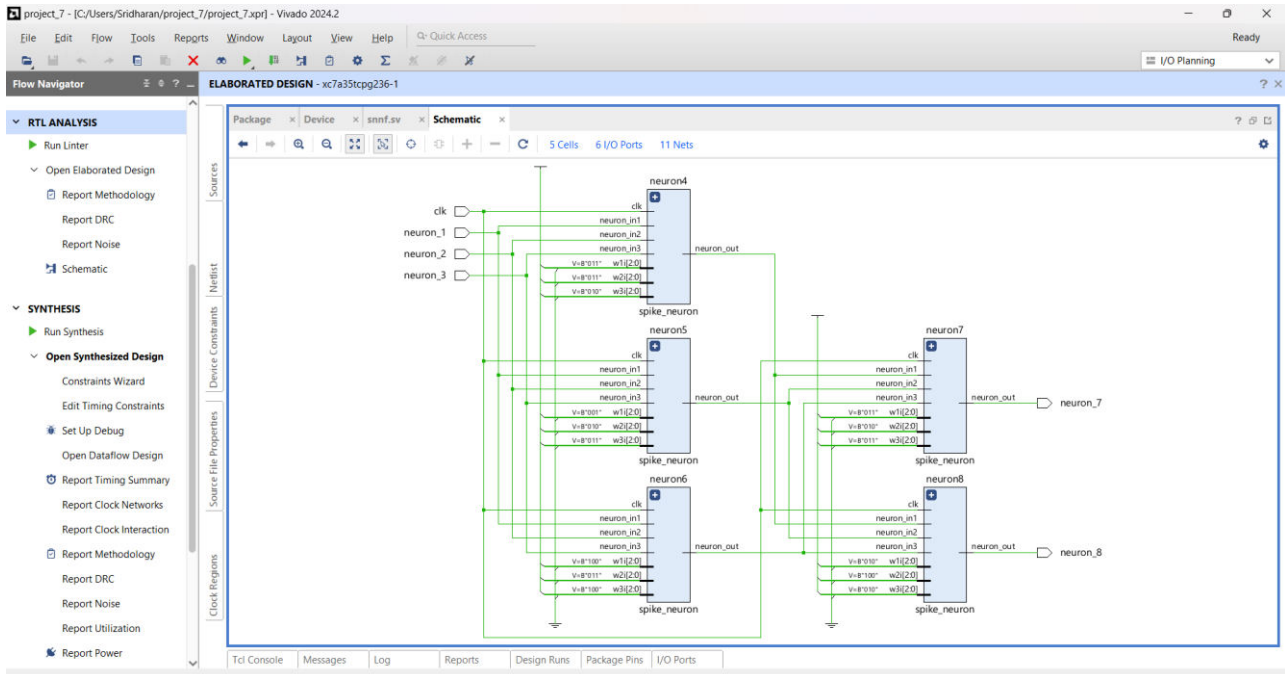 project_7 - [C:/Users/Sridharan/project_7/project_7.xpr] - Vivado 2024.2
File Edit Flow Tools Reports Window Layout View Help Q- Quick Access Ready
I/O Planning
Flow Navigator
ELABORATED DESIGN - xc7a35tcpg236-1
RTL ANALYSIS
Run Linter
Open Elaborated Design
Report Methodology
Report DRC
Report Noise
Schematic
SYNTHESIS
Run Synthesis
Open Synthesized Design
Constraints Wizard
Edit Timing Constraints
Set Up Debug
Open Dataflow Design
Report Timing Summary
Report Clock Networks
Report Clock Interaction
Report Methodology
Report DRC
Report Noise
Report Utilization
Report Power
Sources
Netlist
Device Constraints
Source File Properties
Clock Regions
Package Device snnf.sv Schematic
5 Cells 6 I/O Ports 11 Nets
clk
neuron_1
neuron_2
neuron_3
neuron4
clk
neuron_in1
neuron_in2
neuron_in3
V=B"011" w1i[2:0]
V=B"011" w2i[2:0]
V=B"010" w3i[2:0]
neuron_out
spike_neuron
neuron5
clk
neuron_in1
neuron_in2
neuron_in3
V=B"001" w1i[2:0]
V=B"010" w2i[2:0]
V=B"011" w3i[2:0]
neuron_out
spike_neuron
neuron6
clk
neuron_in1
neuron_in2
neuron_in3
V=B"100" w1i[2:0]
V=B"011" w2i[2:0]
V=B"100" w3i[2:0]
neuron_out
spike_neuron
neuron7
clk
neuron_in1
neuron_in2
neuron_in3
V=B"011" w1i[2:0]
V=B"010" w2i[2:0]
V=B"011" w3i[2:0]
neuron_out
neuron_7
spike_neuron
neuron8
clk
neuron_in1
neuron_in2
neuron_in3
V=B"010" w1i[2:0]
V=B"100" w2i[2:0]
V=B"010" w3i[2:0]
neuron_out
neuron_8
spike_neuron
Tcl Console Messages Log Reports Design Runs Package Pins I/O Ports